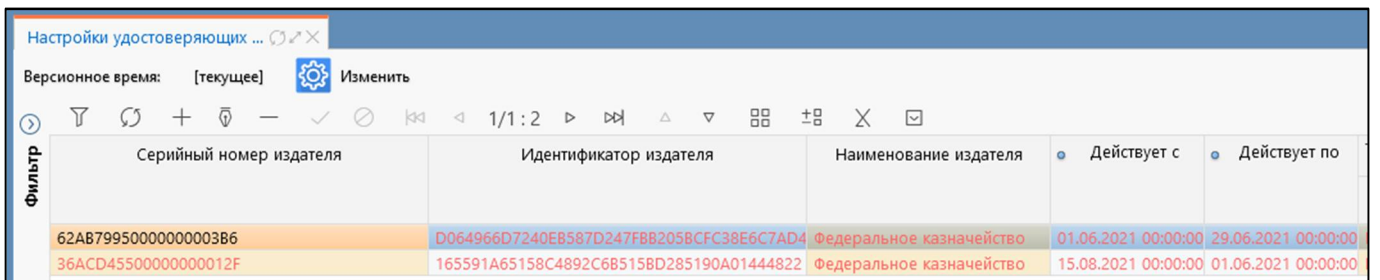 Настройки удостоверяющих ...
Версионное время: [текущее] Изменить
1/1 : 2
Фильтр
Серийный номер издателя Идентификатор издателя Наименование издателя Действует с Действует по
62AB79950000000003B6 D064966D7240EB587D247FBB205BCFC38E6C7AD4 Федеральное казначейство 01.06.2021 00:00:00 29.06.2021 00:00:00
36ACD45500000000012F 165591A65158C4892C6B515BD285190A01444822 Федеральное казначейство 15.08.2021 00:00:00 01.06.2021 00:00:00